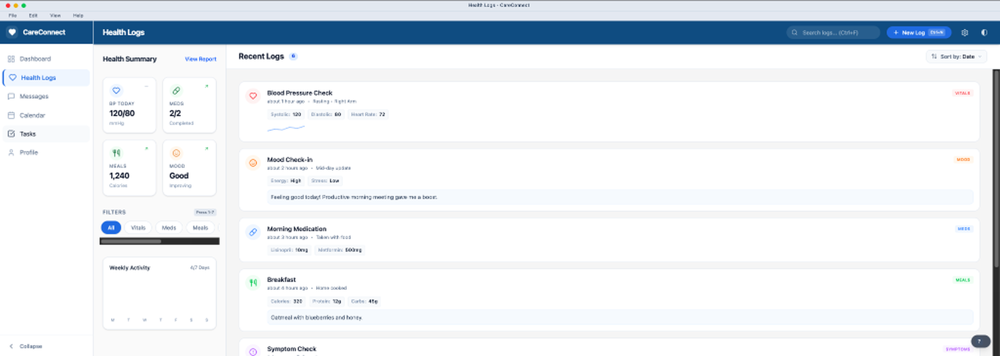 Health Logs - CareConnect
File Edit View Help
CareConnect
Health Logs
Search logs... (Ctrl+F)
+ New Log Ctrl+N
Dashboard
Health Logs
Messages
Calendar
Tasks
Profile
Collapse
Health Summary View Report
BP TODAY
120/80
mmHg
MEDS
2/2
Completed
MEALS
1,240
Calories
MOOD
Good
Improving
FILTERS Press 1-7
All Vitals Meds Meals
Weekly Activity 4/7 Days
M T W T F S S
Recent Logs 6
Sort by: Date
Blood Pressure Check VITALS
about 1 hour ago • Resting - Right Arm
Systolic: 120 Diastolic: 80 Heart Rate: 72
Mood Check-in MOOD
about 2 hours ago • Mid-day update
Energy: High Stress: Low
Feeling good today! Productive morning meeting gave me a boost.
Morning Medication MEDS
about 3 hours ago • Taken with food
Lisinopril: 10mg Metformin: 500mg
Breakfast MEALS
about 4 hours ago • Home cooked
Calories: 320 Protein: 12g Carbs: 45g
Oatmeal with blueberries and honey.
Symptom Check SYMPTOMS
?